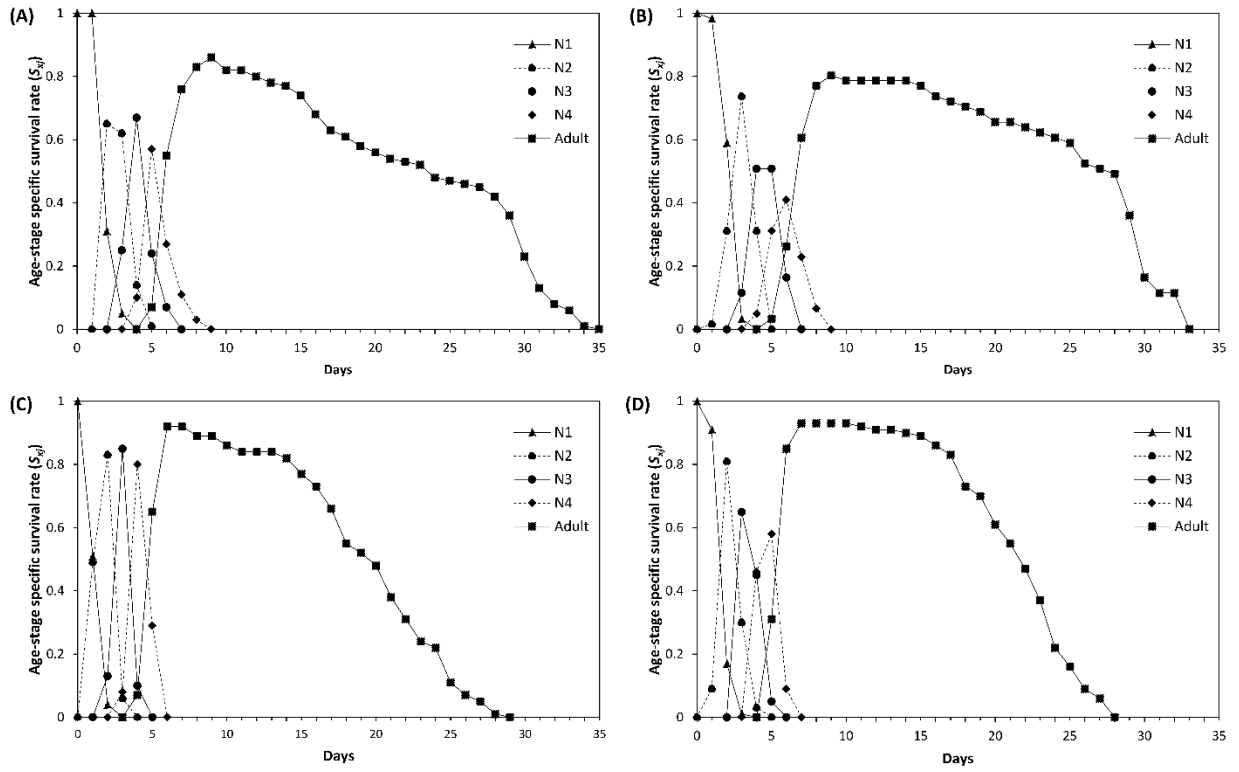 (A)
Age-stage specific survival rate (Sxj)
1
0.8
0.6
0.4
0.2
0
0 5 10 15 20 25 30 35
Days
N1
N2
N3
N4
Adult
(B)
Age-stage specific survival rate (Sxj)
1
0.8
0.6
0.4
0.2
0
0 5 10 15 20 25 30 35
Days
N1
N2
N3
N4
Adult
(C)
Age-stage specific survival rate (Sxj)
1
0.8
0.6
0.4
0.2
0
0 5 10 15 20 25 30 35
Days
N1
N2
N3
N4
Adult
(D)
Age-stage specific survival rate (Sxj)
1
0.8
0.6
0.4
0.2
0
0 5 10 15 20 25 30 35
Days
N1
N2
N3
N4
Adult